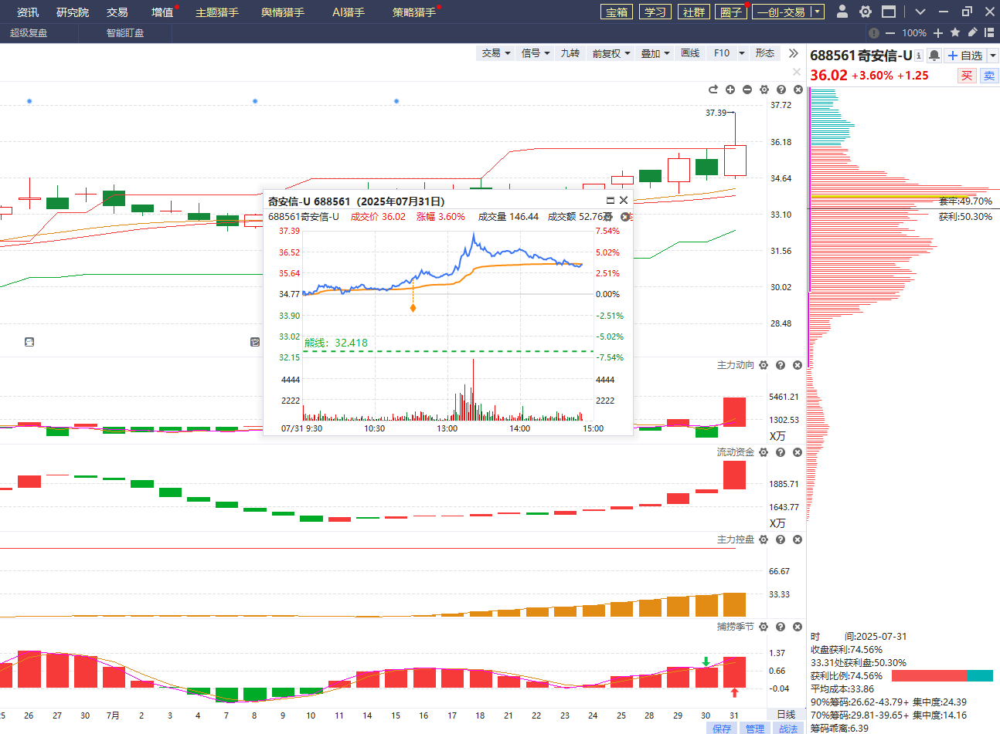 资讯 研究院 交易 增值 主题猎手 舆情猎手 AI猎手 策略猎手 宝箱 学习 社群 圈子 一创-交易
超级复盘 智能盯盘 100%
交易 信号 九转 前复权 叠加 画线 F10 形态
688561奇安信-U 自选
36.02 +3.60% +1.25 买 卖
37.72
37.39
36.18
34.64
33.10
31.56
30.02
28.48
套牢:49.70%
获利:50.30%
奇安信-U 688561（2025年07月31日）
688561奇安信-U 成交价 36.02 涨幅 3.60% 成交量 146.44 成交额 52.76
37.39 7.54%
36.52 5.02%
35.64 2.51%
34.77 0.00%
33.90 -2.51%
33.02 -5.02%
熊线：32.418
32.15 -7.54%
4444 4444
2222 2222
07/31 9:30 10:30 13:00 14:00 15:00
主力动向
5461.21
1302.53
X万
流动资金
1885.71
1643.77
X万
主力控盘
66.67
33.33
捕捞季节
1.37
0.66
-0.04
25 26 27 30 7月 2 3 4 7 8 9 10 11 14 15 16 17 18 21 22 23 24 25 28 29 30 31 日线
保存 管理 战法
时 间:2025-07-31
收盘获利:74.56%
33.31处获利盘:50.30%
获利比例:74.56%
平均成本:33.86
90%筹码:26.62-43.79+ 集中度:24.39
70%筹码:29.81-39.65+ 集中度:14.16
筹码乖离:6.39